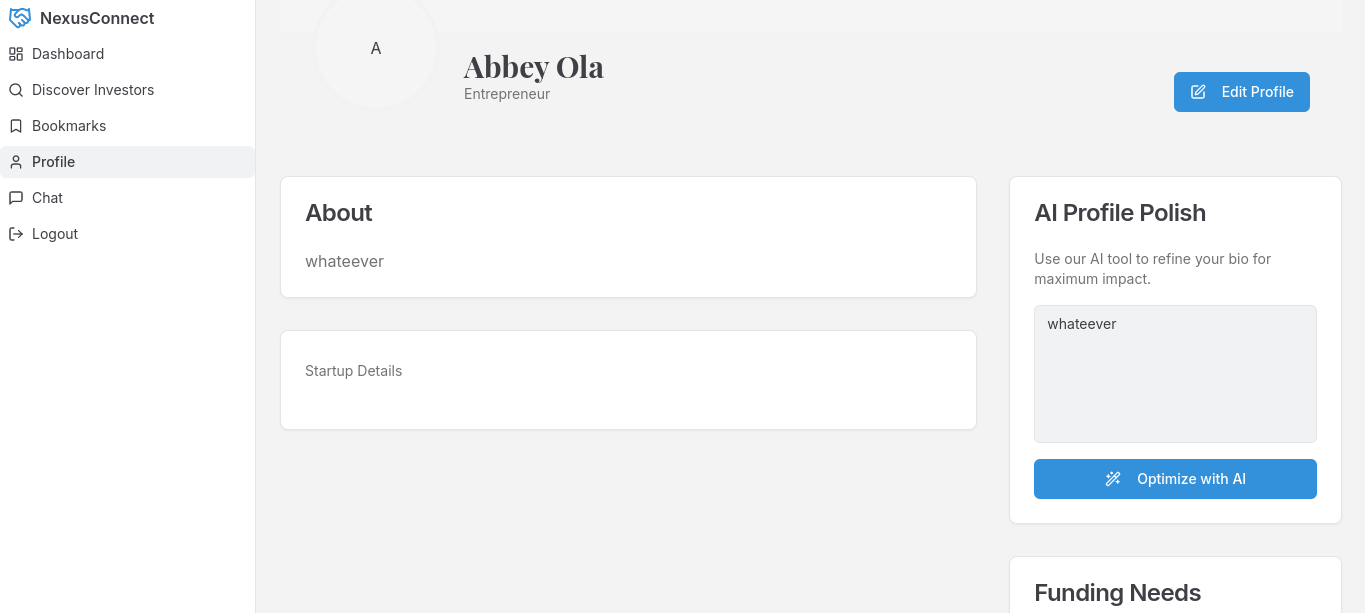 NexusConnect
Dashboard
Discover Investors
Bookmarks
Profile
Chat
Logout
A
Abbey Ola
Entrepreneur
Edit Profile
About
whateever
Startup Details
AI Profile Polish
Use our AI tool to refine your bio for
maximum impact.
whateever
Optimize with AI
Funding Needs